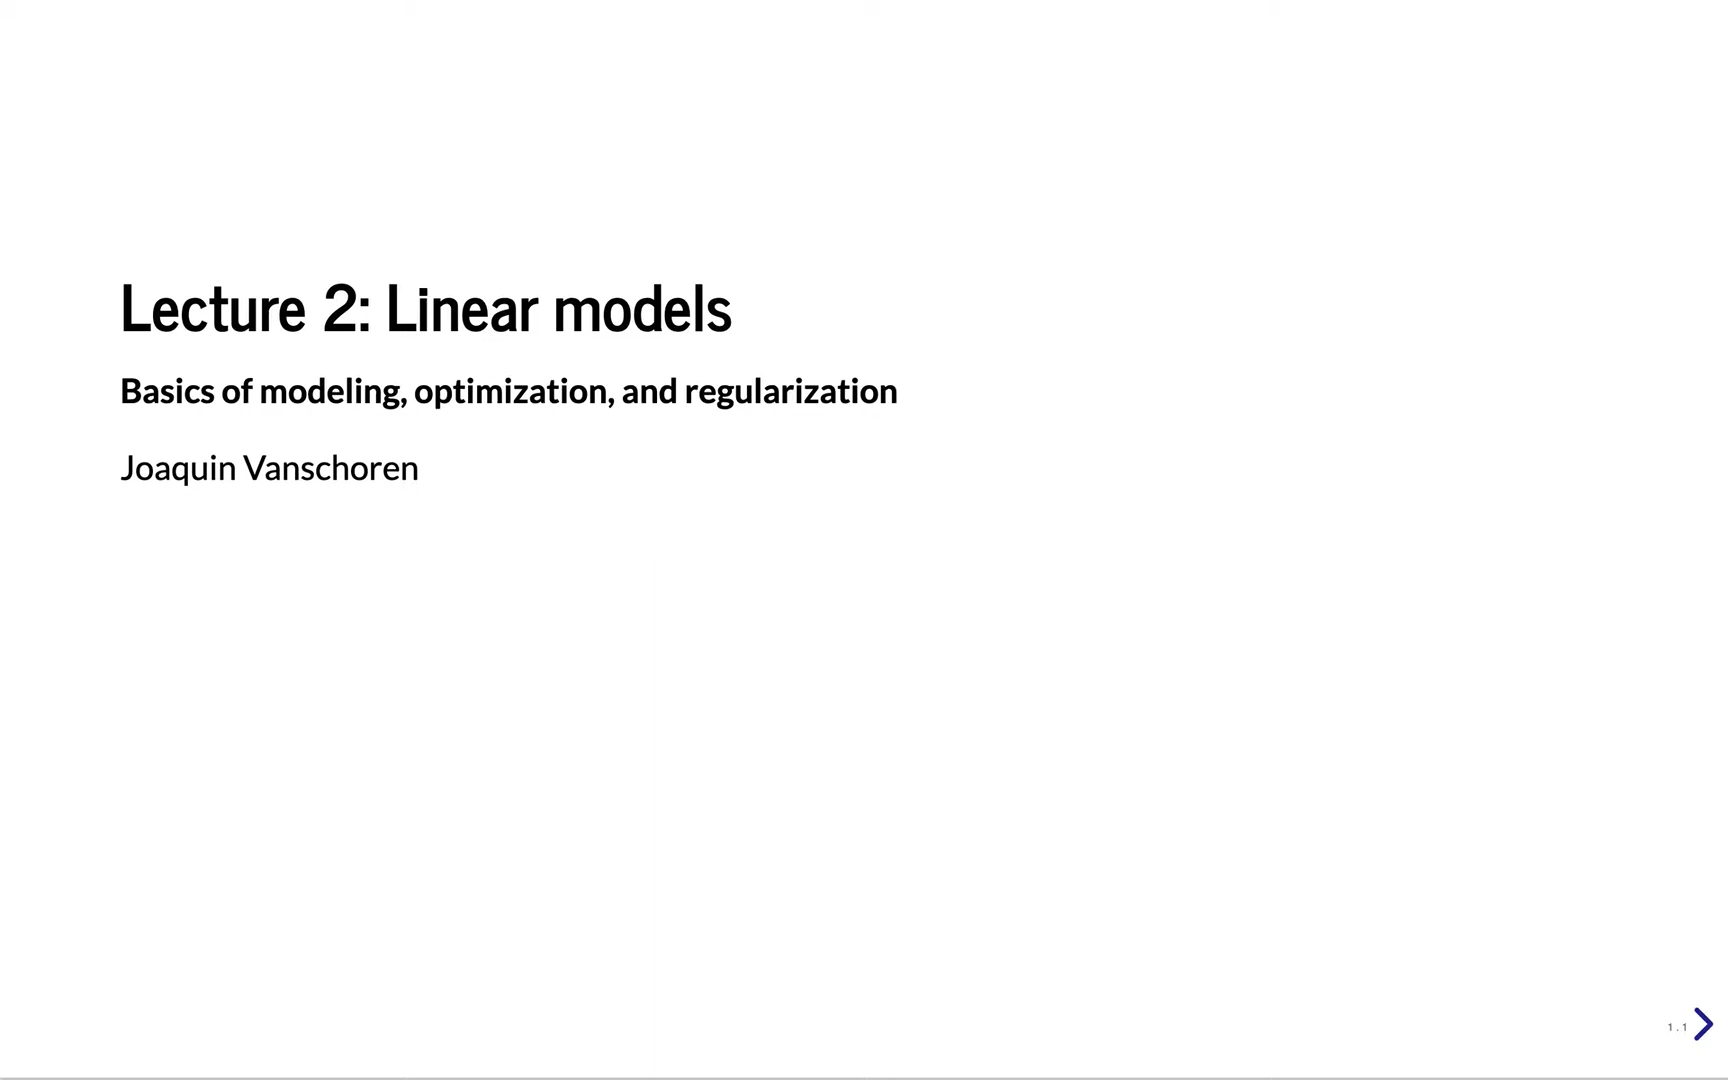 Lecture 2: Linear models
Basics of modeling, optimization, and regularization
Joaquin Vanschoren
1.1